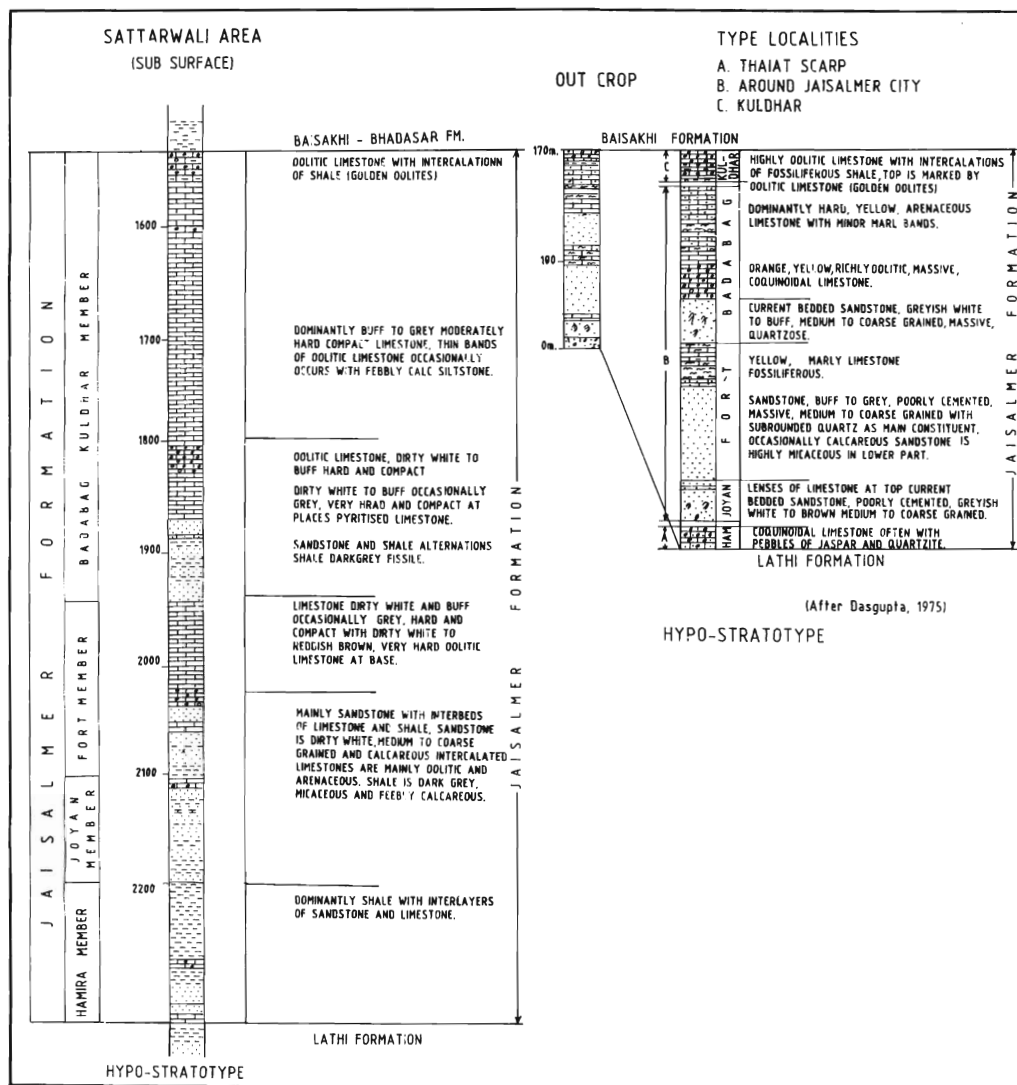 SATTARWALI AREA
(SUB SURFACE)
TYPE LOCALITIES
A. THAIAT SCARP
B. AROUND JAISALMER CITY
C. KULDHAR
OUT CROP
BAISAKHI - BHADASAR FM.
OOLITIC LIMESTONE WITH INTERCALATIONN
OF SHALE (GOLDEN OOLITES)
1600
DOMINANTLY BUFF TO GREY MODERATELY
HARD COMPACT LIMESTONE, THIN BANDS
OF OOLITIC LIMESTONE OCCASIONALLY
OCCURS WITH FEBBLY CALC SILTSTONE.
1700
1800
OOLITIC LIMESTONE, DIRTY WHITE TO
BUFF HARD AND COMPACT
DIRTY WHITE TO BUFF OCCASIONALLY
GREY, VERY HRAD AND COMPACT AT
PLACES PYRITISED LIMESTONE.
1900
SANDSTONE AND SHALE ALTERNATIONS
SHALE DARKGREY FISSILE.
LIMESTONE DIRTY WHITE AND BUFF
OCCASIONALLY GREY, HARD AND
COMPACT WITH DIRTY WHITE TO
REDDISH BROWN, VERY HARD OOLITIC
LIMESTONE AT BASE.
2000
MAINLY SANDSTONE WITH INTERBEDS
OF LIMESTONE AND SHALE, SANDSTONE
IS DIRTY WHITE, MEDIUM TO COARSE
GRAINED AND CALCAREOUS INTERCALATED
LIMESTONES ARE MAINLY OOLITIC AND
ARENACEOUS. SHALE IS DARK GREY,
MICACEOUS AND FEEBLY CALCAREOUS.
2100
2200
DOMINANTLY SHALE WITH INTERLAYERS
OF SANDSTONE AND LIMESTONE.
LATHI FORMATION
HYPO-STRATOTYPE
JAISALMER FORMATION
BADABAG KULDHAR MEMBER
FORT MEMBER
JOYAN MEMBER
HAMIRA MEMBER
JAISALMER FORMATION
BAISAKHI FORMATION
170m.
190
0m.
C
B
A
KUL-
DHAR
BADABAG
FORT
JOYAN
HAM
HIGHLY OOLITIC LIMESTONE WITH INTERCALATIONS
OF FOSSILIFENOUS SHALE, TOP IS MARKED BY
OOLITIC LIMESTONE (GOLDEN OOLITES)
DOMINANTLY HARD, YELLOW, ARENACEOUS
LIMESTONE WITH MINOR MARL BANDS.
ORANGE, YELLOW, RICHLY OOLITIC, MASSIVE,
COQUINOIDAL LIMESTONE.
CURRENT BEDDED SANDSTONE, GREYISH WHITE
TO BUFF, MEDIUM TO COARSE GRAINED, MASSIVE,
QUARTZOSE.
YELLOW, MARLY LIMESTONE
FOSSILIFEROUS.
SANDSTONE, BUFF TO GREY, POORLY CEMENTED,
MASSIVE, MEDIUM TO COARSE GRAINED WITH
SUBROUNDED QUARTZ AS MAIN CONSTITUENT,
OCCASIONALLY CALCAREOUS SANDSTONE IS
HIGHLY MICACEOUS IN LOWER PART.
LENSES OF LIMESTONE AT TOP CURRENT
BEDDED SANDSTONE, POORLY CEMENTED, GREYISH
WHITE TO BROWN MEDIUM TO COARSE GRAINED.
COQUINOIDAL LIMESTONE OFTEN WITH
PEBBLES OF JASPAR AND QUARTZITE.
LATHI FORMATION
JAISALMER FORMATION
(After Dasgupta, 1975)
HYPO-STRATOTYPE